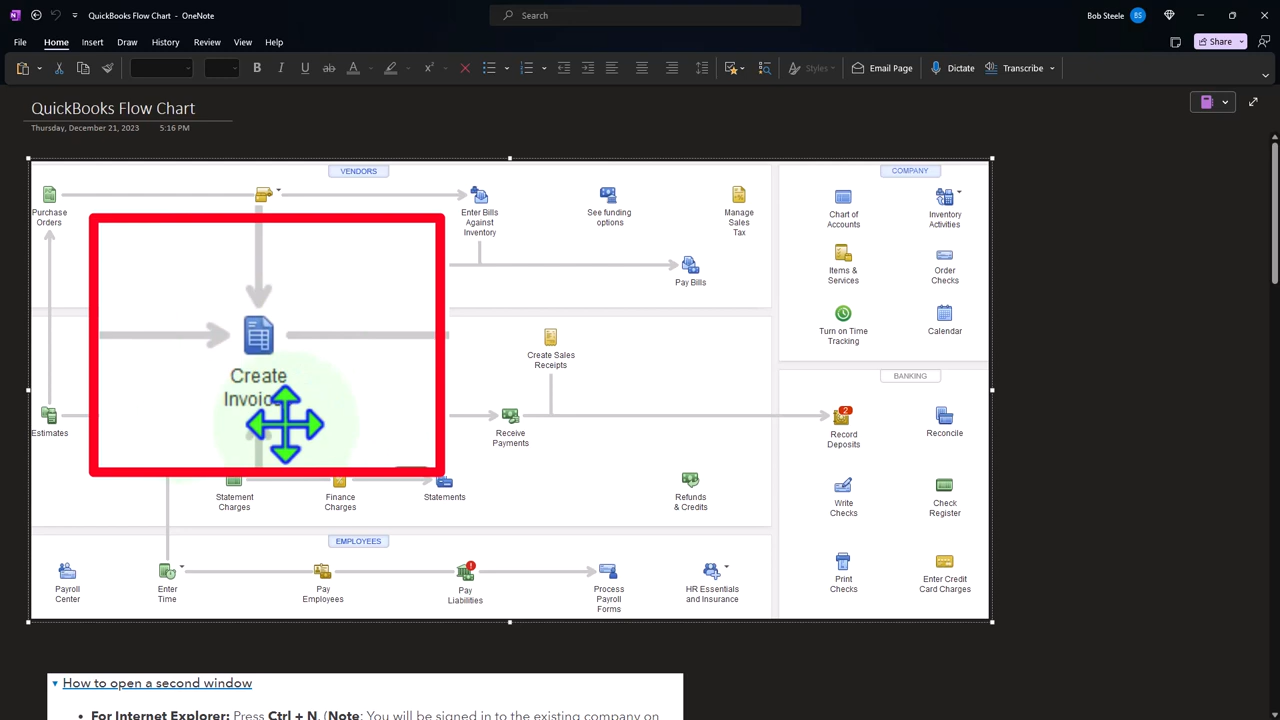 QuickBooks Flow Chart - OneNote
Search
Bob Steele
BS
File
Home
Insert
Draw
History
Review
View
Help
Share
B
I
U
ab
A
x
A
Styles
Email Page
Dictate
Transcribe
QuickBooks Flow Chart
Thursday, December 21, 2023
5:16 PM
VENDORS
COMPANY
Purchase
Orders
Enter Bills
Against
Inventory
See funding
options
Manage
Sales
Tax
Chart of
Accounts
Inventory
Activities
Pay Bills
Items &
Services
Order
Checks
Turn on Time
Tracking
Calendar
Create
Create Sales
Receipts
BANKING
Estimates
Receive
Payments
2
Record
Deposits
Reconcile
Statement
Charges
Finance
Charges
Statements
Refunds
& Credits
Write
Checks
Check
Register
EMPLOYEES
Payroll
Center
Enter
Time
Pay
Employees
!
Pay
Liabilities
Process
Payroll
Forms
HR Essentials
and Insurance
Print
Checks
Enter Credit
Card Charges
How to open a second window
• For Internet Explorer: Press Ctrl + N. (Note: You will be signed in to the existing company on